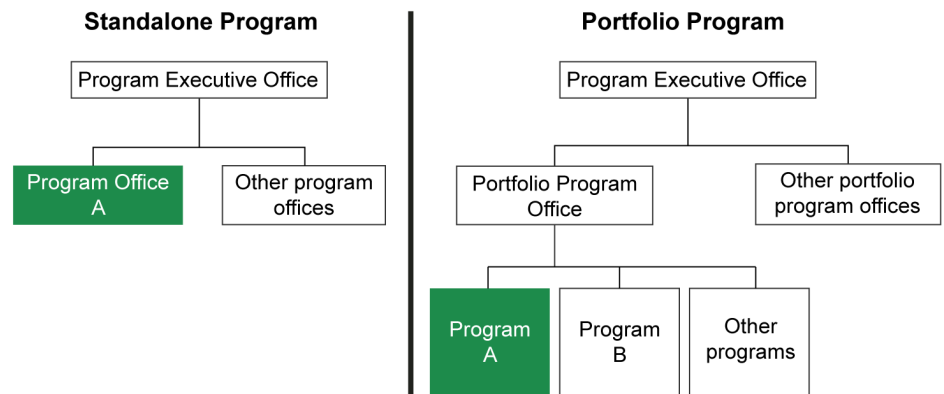 Standalone Program
Program Executive Office
Program Office
A
Other program
offices
Portfolio Program
Program Executive Office
Portfolio Program
Office
Other portfolio
program offices
Program
A
Program
B
Other
programs